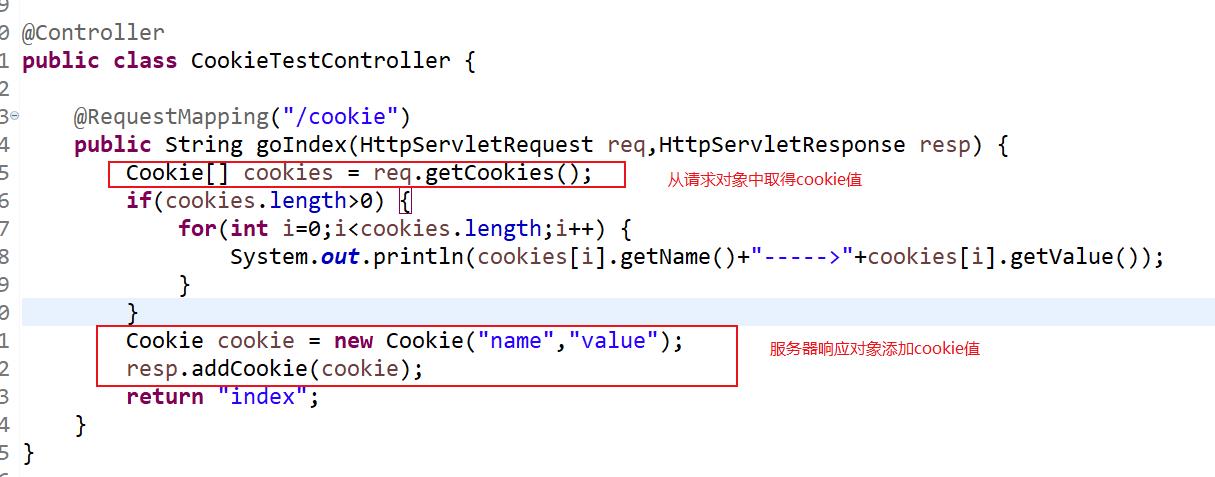 9
0 @Controller
1 public class CookieTestController {
2
3 @RequestMapping("/cookie")
4 public String goIndex(HttpServletRequest req,HttpServletResponse resp) {
5 Cookie[] cookies = req.getCookies(); 从请求对象中取得cookie值
6 if(cookies.length>0) {
7 for(int i=0;i<cookies.length;i++) {
8 System.out.println(cookies[i].getName()+"----->"+cookies[i].getValue());
9 }
0 }
1 Cookie cookie = new Cookie("name","value"); 服务器响应对象添加cookie值
2 resp.addCookie(cookie);
3 return "index";
4 }
5 }